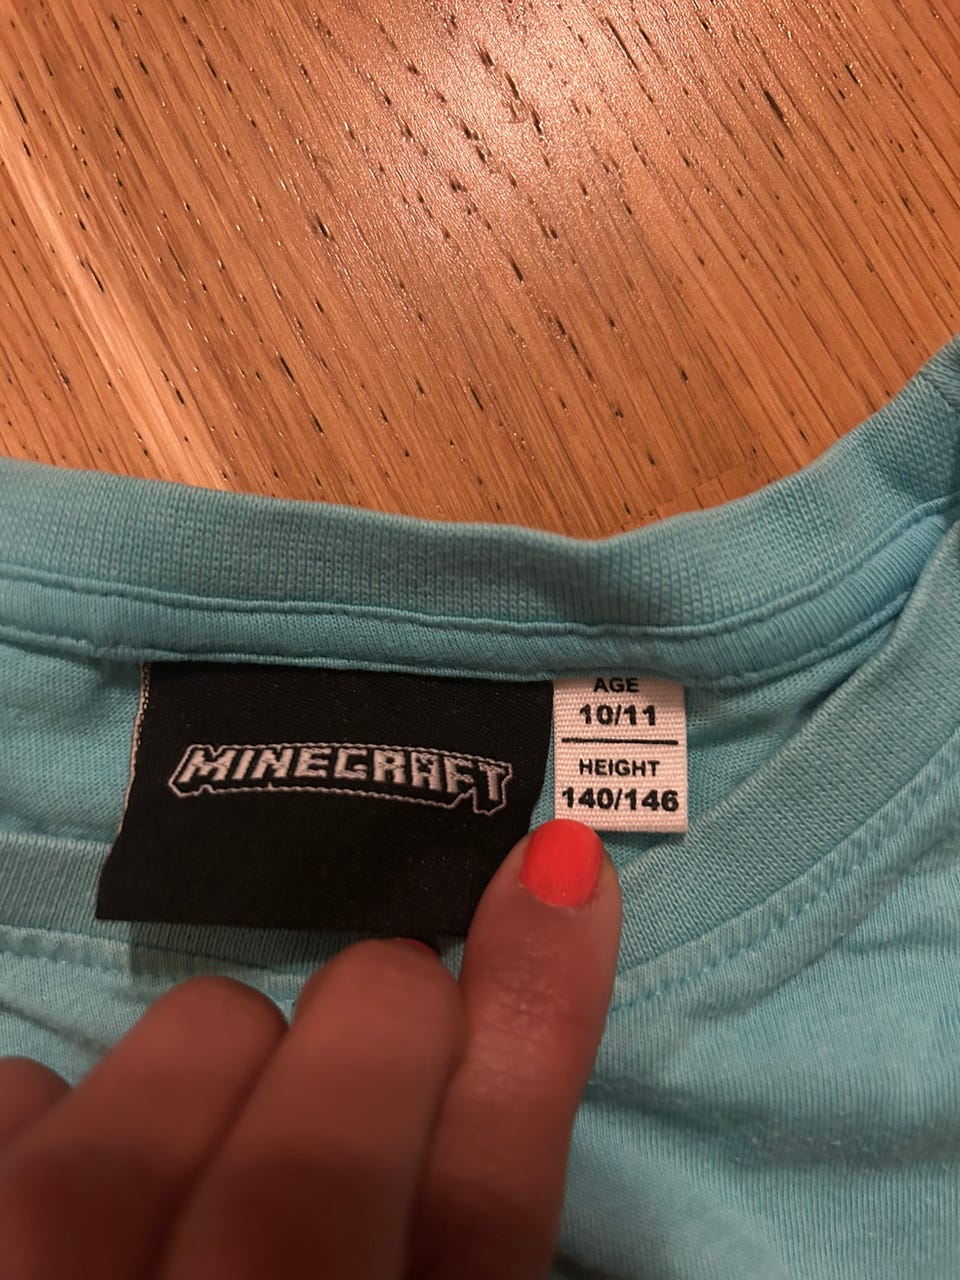 MINECRAFT
AGE
10/11
HEIGHT
140/146